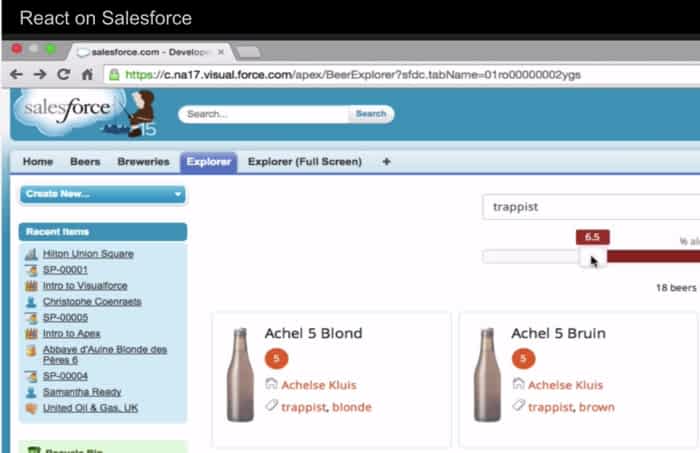 React on Salesforce
salesforce.com - Develope
https://c.na17.visual.force.com/apex/BeerExplorer?sfdc.tabName=01ro00000002ygs
salesforce
15
Search...
Search
Home Beers Breweries Explorer Explorer (Full Screen) +
Create New...
Recent Items
Hilton Union Square
SP-00001
Intro to Visualforce
Christophe Coenraets
SP-00005
Intro to Apex
Abbaye d'Aulne Blonde des
Pères 6
SP-00004
Samantha Ready
United Oil & Gas, UK
Recycle Bin
trappist
6.5
% al
18 beers
Achel 5 Blond
5
Achelse Kluis
trappist, blonde
Achel 5 Bruin
5
Achelse Kluis
trappist, brown